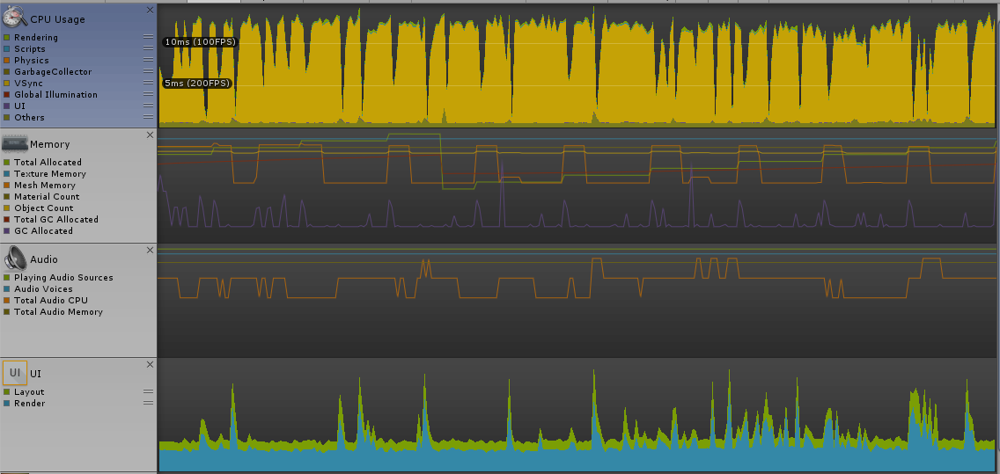 CPU Usage
Rendering
Scripts
Physics
GarbageCollector
VSync
Global Illumination
UI
Others
10ms (100FPS)
5ms (200FPS)
Memory
Total Allocated
Texture Memory
Mesh Memory
Material Count
Object Count
Total GC Allocated
GC Allocated
Audio
Playing Audio Sources
Audio Voices
Total Audio CPU
Total Audio Memory
UI
UI
Layout
Render